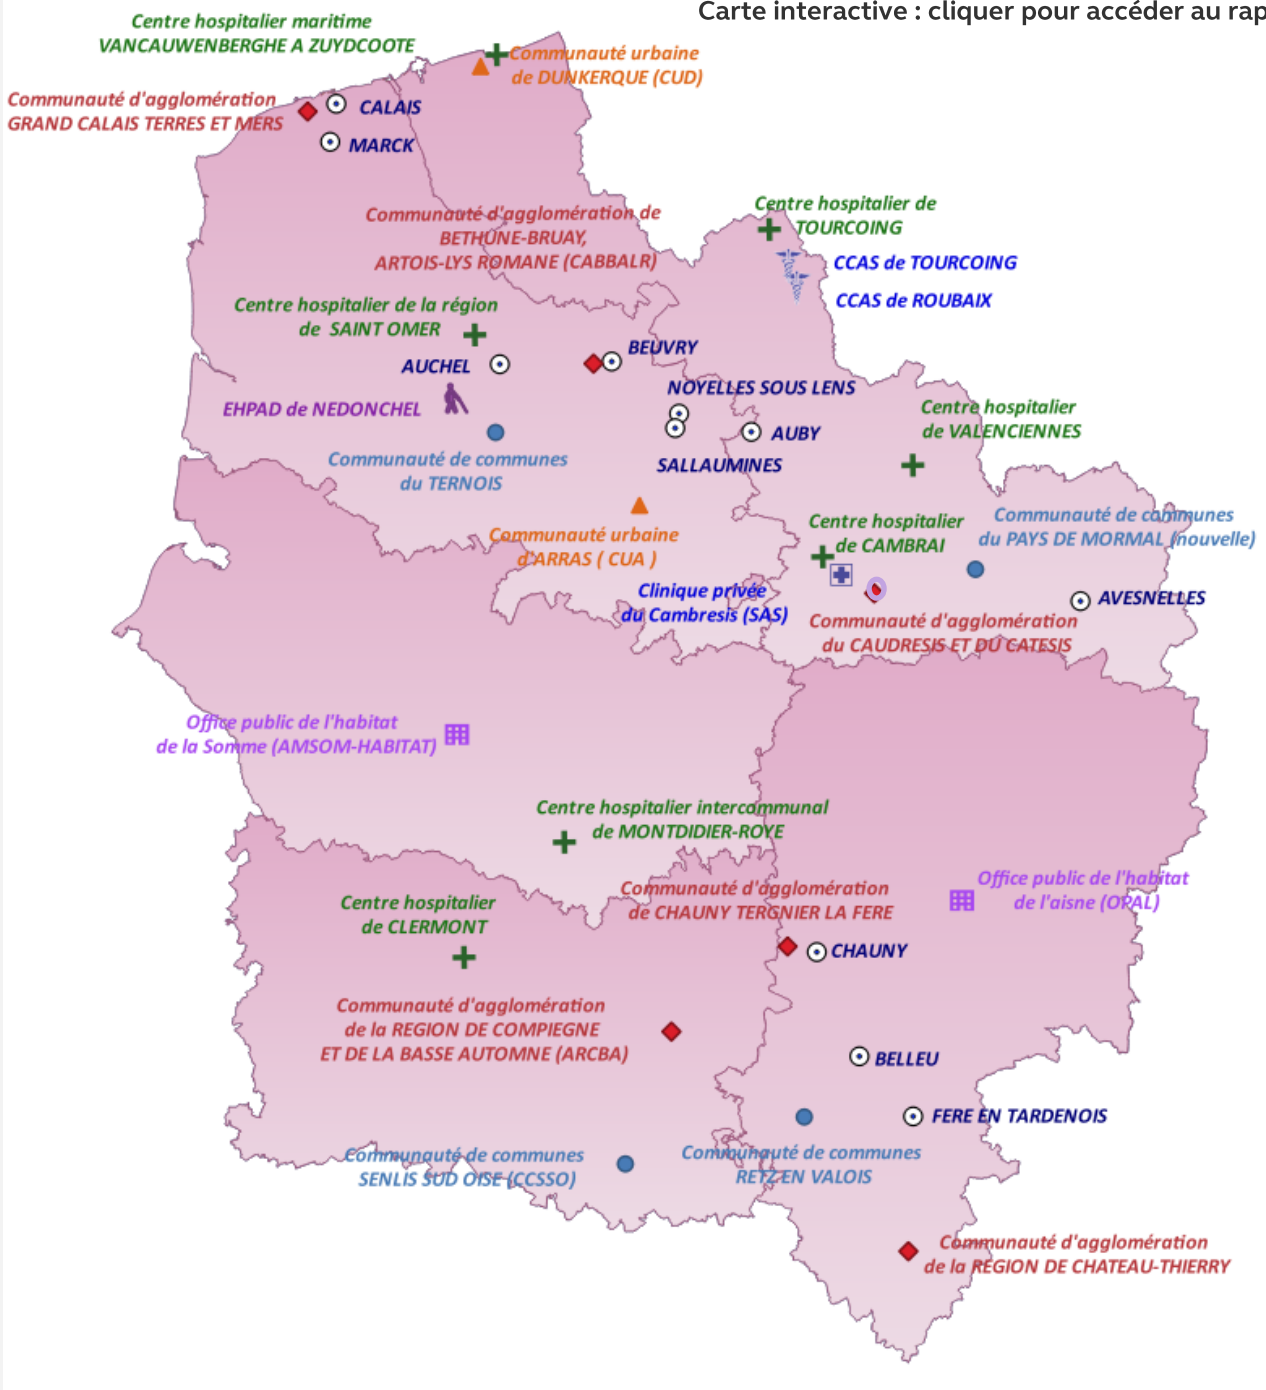 Carte interactive : cliquer pour accéder au rap
Centre hospitalier maritime
VANCAUWENBERGHE A ZUYDCOOTE
Communauté urbaine
de DUNKERQUE (CUD)
Communauté d'agglomération
GRAND CALAIS TERRES ET MERS
CALAIS
MARCK
Communauté d'agglomération de
BETHUNE-BRUAY,
ARTOIS-LYS ROMANE (CABBALR)
Centre hospitalier de
TOURCOING
CCAS de TOURCOING
CCAS de ROUBAIX
Centre hospitalier de la région
de SAINT OMER
AUCHEL
BEUVRY
EHPAD de NEDONCHEL
NOYELLES SOUS LENS
AUBY
SALLAUMINES
Centre hospitalier
de VALENCIENNES
Communauté de communes
du TERNOIS
Communauté urbaine
d'ARRAS ( CUA )
Centre hospitalier
de CAMBRAI
Communauté de communes
du PAYS DE MORMAL (nouvelle)
Clinique privée
du Cambresis (SAS)
AVESNELLES
Communauté d'agglomération
du CAUDRESIS ET DU CATESIS
Office public de l'habitat
de la Somme (AMSOM-HABITAT)
Centre hospitalier intercommunal
de MONTDIDIER-ROYE
Communauté d'agglomération
de CHAUNY TERGNIER LA FERE
Office public de l'habitat
de l'aisne (OPAL)
Centre hospitalier
de CLERMONT
CHAUNY
Communauté d'agglomération
de la REGION DE COMPIEGNE
ET DE LA BASSE AUTOMNE (ARCBA)
BELLEU
FERE EN TARDENOIS
Communauté de communes
SENLIS SUD OISE (CCSSO)
Communauté de communes
RETZ EN VALOIS
Communauté d'agglomération
de la REGION DE CHATEAU-THIERRY